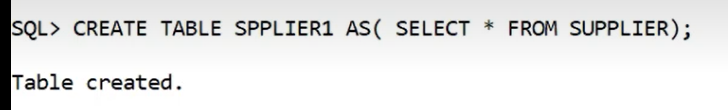 SQL> CREATE TABLE SPPLIER1 AS( SELECT * FROM SUPPLIER);
Table created.